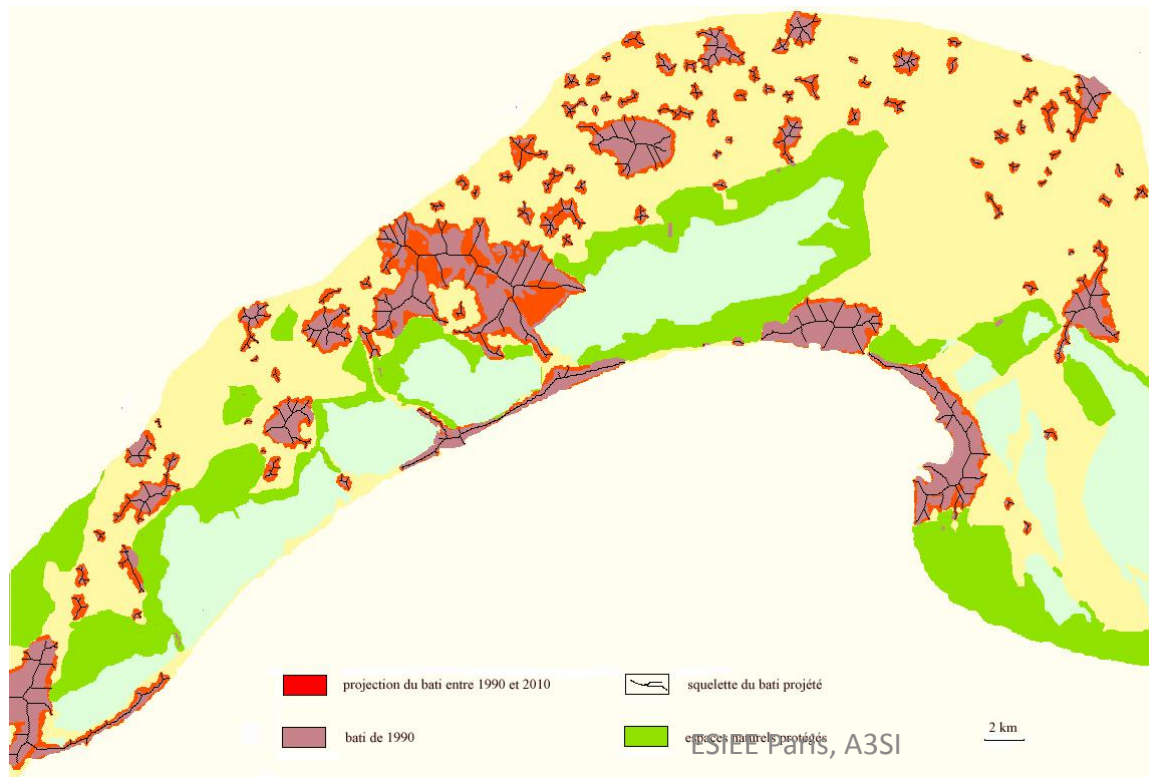 projection du bati entre 1990 et 2010
squelette du bati projété
bati de 1990
espaces naturels protégés
ESIEE Paris, A3SI
2 km